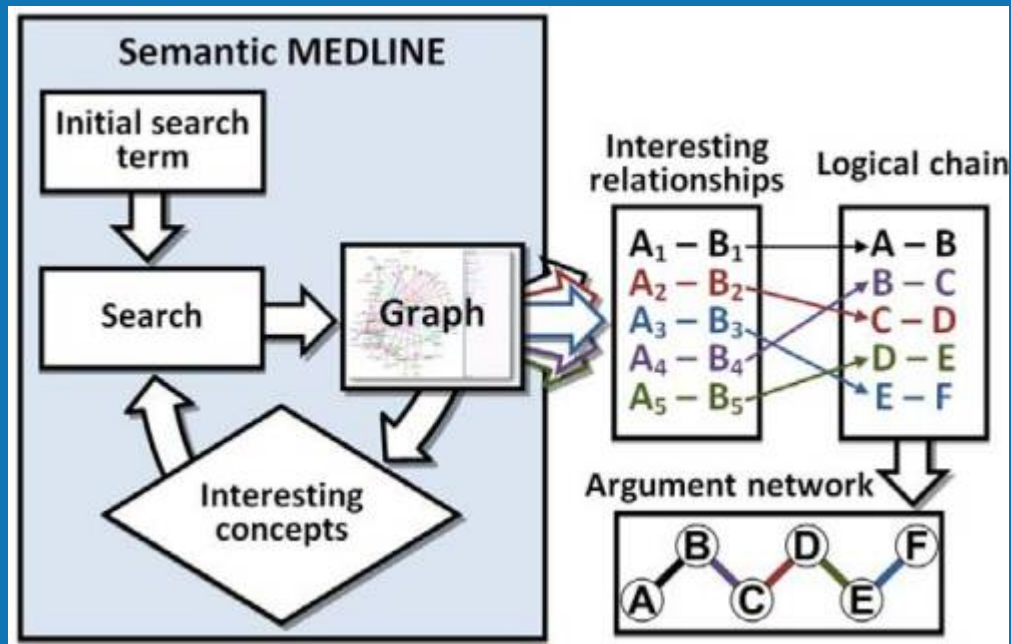 Semantic MEDLINE
Initial search
term
Search
Graph
Interesting
concepts
Interesting
relationships
A₁ – B₁
A₂ – B₂
A₃ – B₃
A₄ – B₄
A₅ – B₅
Logical chain
A – B
B – C
C – D
D – E
E – F
Argument network
A B C D E F